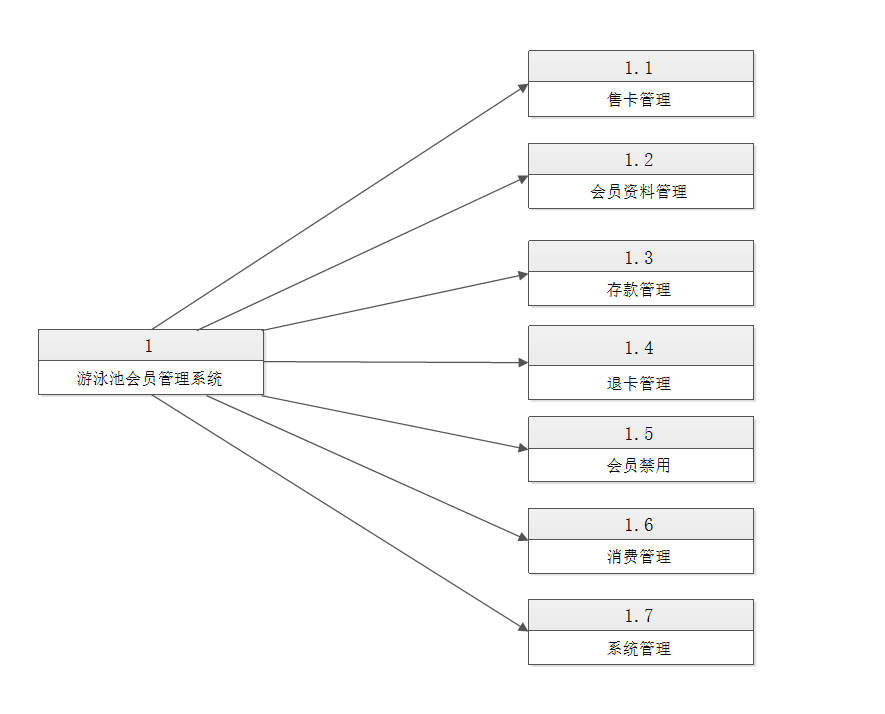 1.1
售卡管理
1.2
会员资料管理
1.3
存款管理
1
游泳池会员管理系统
1.4
退卡管理
1.5
会员禁用
1.6
消费管理
1.7
系统管理